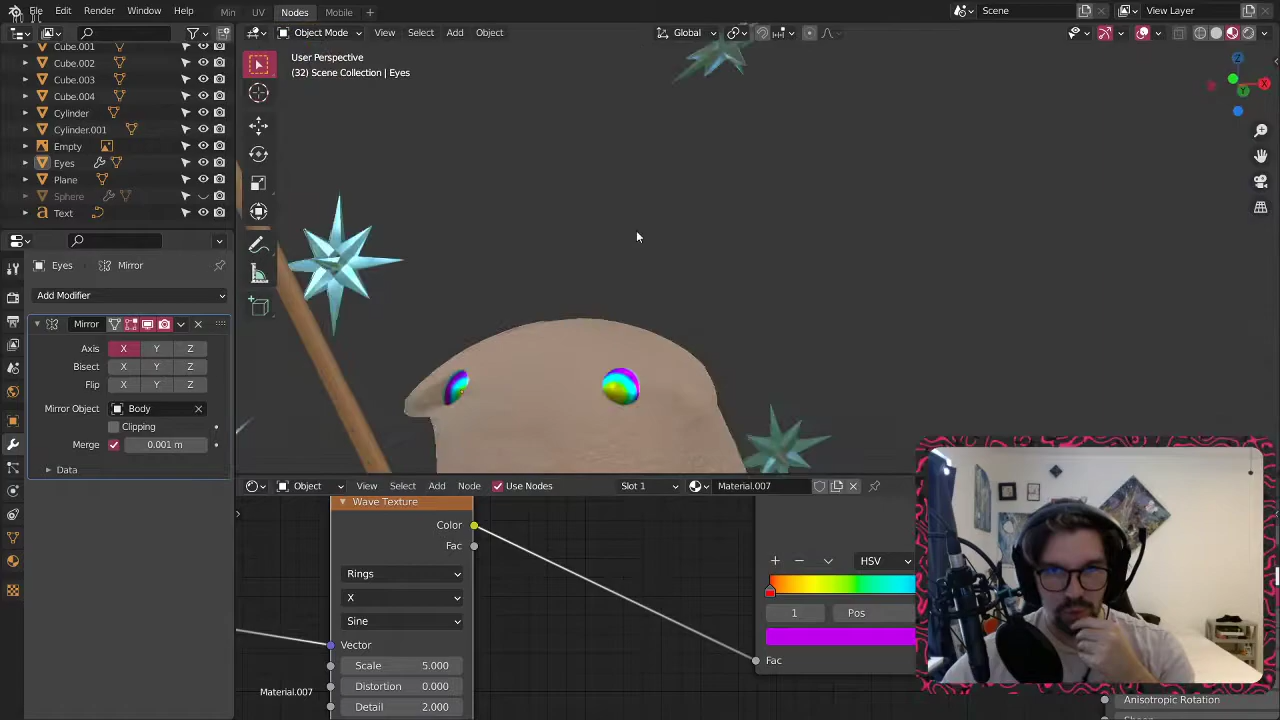 File Edit Render Window Help Min UV Nodes Mobile Scene View Layer
Object Mode View Select Add Object Global
User Perspective
(32) Scene Collection | Eyes
Cube.001
Cube.002
Cube.003
Cube.004
Cylinder
Cylinder.001
Empty
Eyes
Plane
Sphere
Text
Eyes Mirror
Add Modifier
Mirror
Axis X Y Z
Bisect X Y Z
Flip X Y Z
Mirror Object Body
Clipping
Merge 0.001 m
Data
Object View Select Add Node Use Nodes Slot 1 Material.007
Wave Texture
Color
Fac
Rings
X
Sine
Vector
Scale 5.000
Distortion 0.000
Detail 2.000
Material.007
HSV
1 Pos
Fac
Anisotropic Rotation